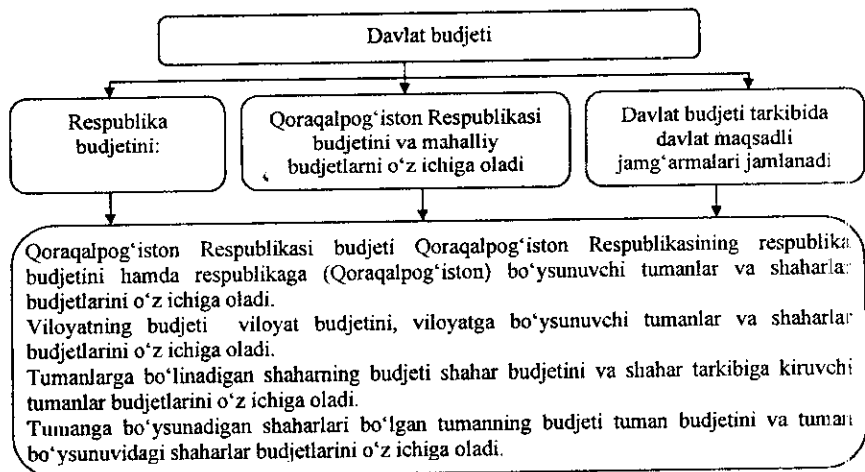 Davlat budjeti
Respublika
budjetini:
Qoraqalpog‘iston Respublikasi
budjetini va mahalliy
budjetlarni o‘z ichiga oladi
Davlat budjeti tarkibida
davlat maqsadli
jamg‘armalari jamlanadi
Qoraqalpog‘iston Respublikasi budjeti Qoraqalpog‘iston Respublikasining respublika
budjetini hamda respublikaga (Qoraqalpog‘iston) bo‘ysunuvchi tumanlar va shaharlar
budjetlarini o‘z ichiga oladi.
Viloyatning budjeti viloyat budjetini, viloyatga bo‘ysunuvchi tumanlar va shaharlar
budjetlarini o‘z ichiga oladi.
Tumanlarga bo‘linadigan shaharning budjeti shahar budjetini va shahar tarkibiga kiruvchi
tumanlar budjetlarini o‘z ichiga oladi.
Tumanga bo‘ysunadigan shaharlari bo‘lgan tumanning budjeti tuman budjetini va tuman
bo‘ysunuvidagi shaharlar budjetlarini o‘z ichiga oladi.